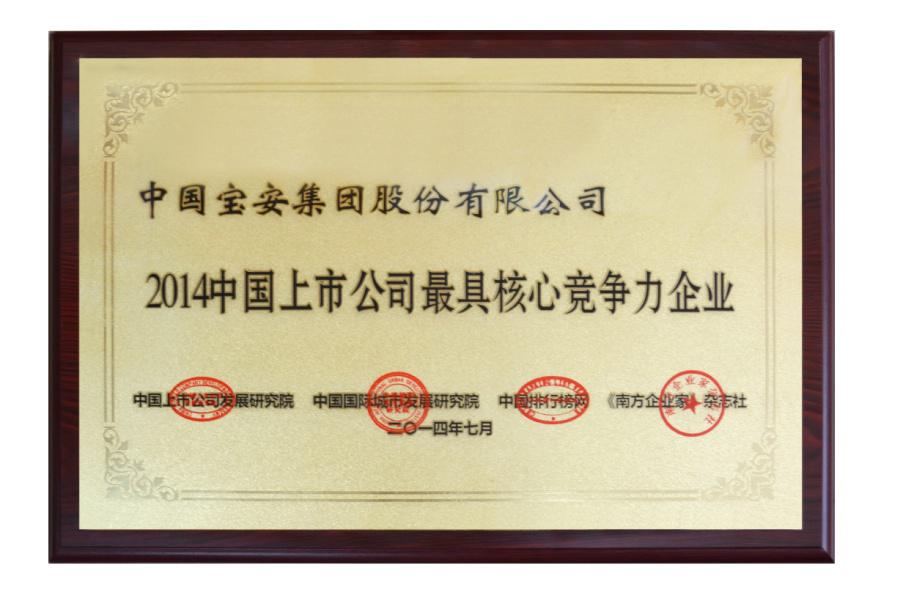 中国宝安集团股份有限公司
2014中国上市公司最具核心竞争力企业
中国上市公司发展研究院 中国国际城市发展研究院 中国排行榜网 《南方企业家》杂志社
二〇一四年七月